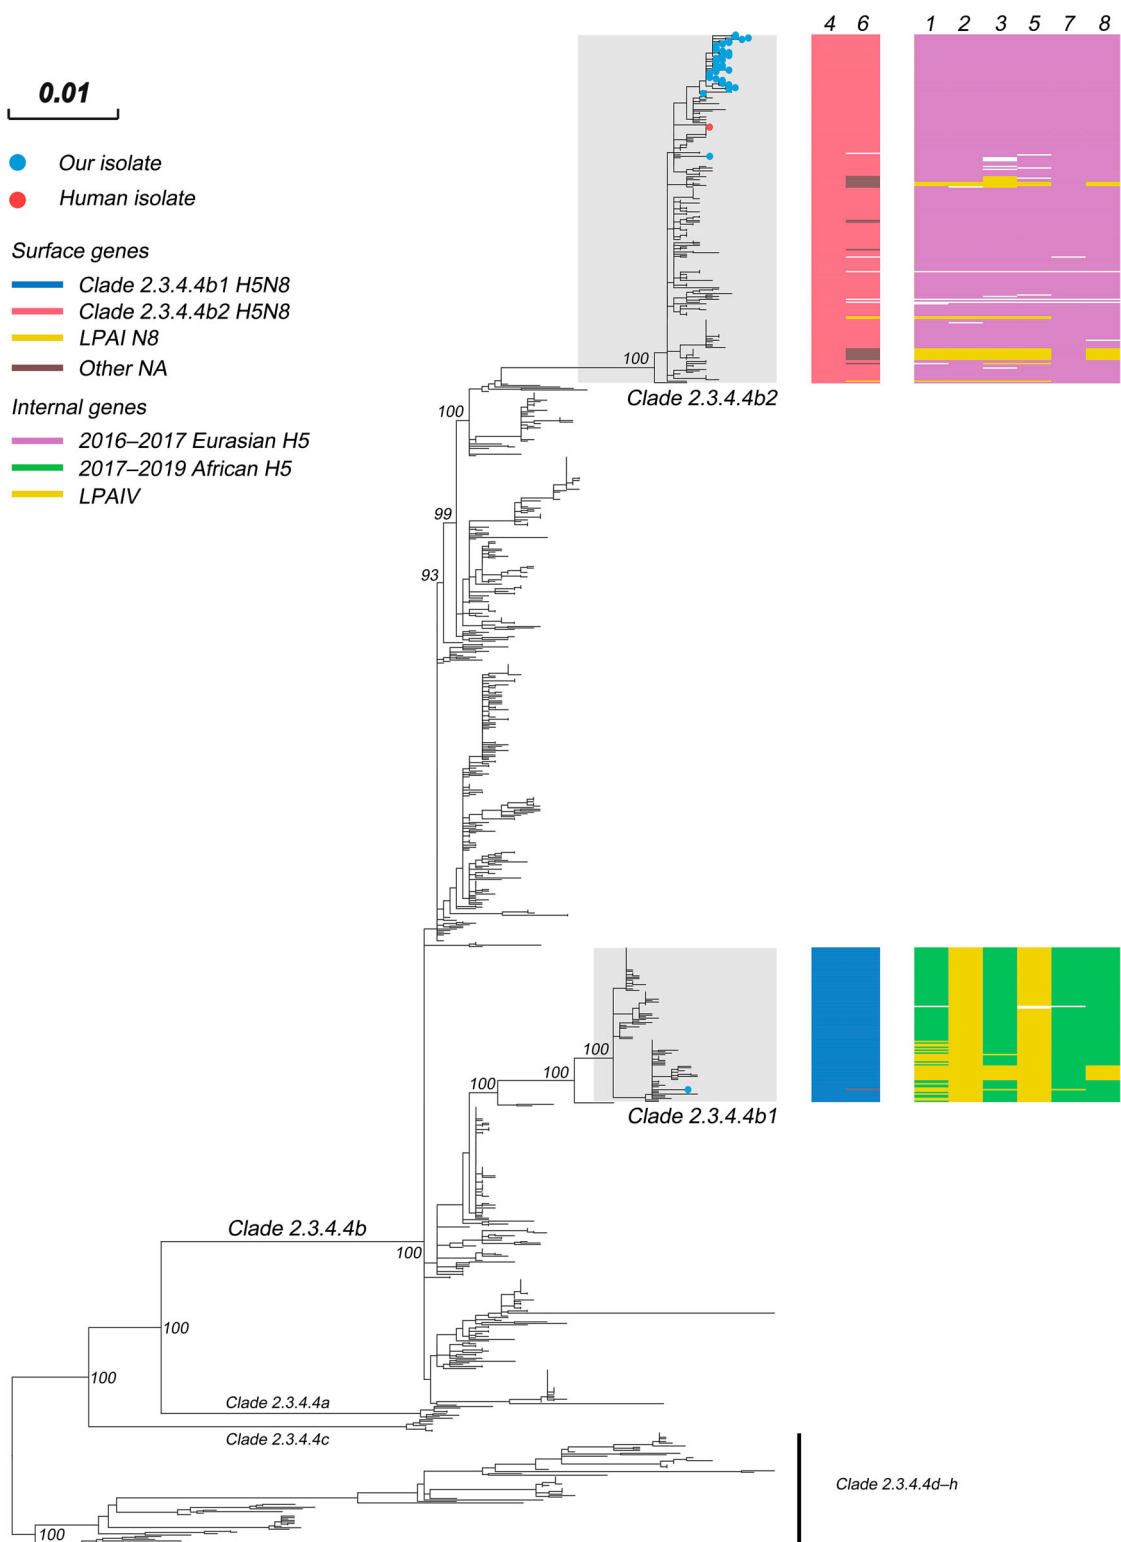 4 6 1 2 3 5 7 8
0.01
Our isolate
Human isolate
Surface genes
Clade 2.3.4.4b1 H5N8
Clade 2.3.4.4b2 H5N8
LPAI N8
Other NA
Internal genes
2016–2017 Eurasian H5
2017–2019 African H5
LPAIV
100
Clade 2.3.4.4b2
100
99
93
100
100
100
Clade 2.3.4.4b1
Clade 2.3.4.4b
100
100
100
Clade 2.3.4.4a
Clade 2.3.4.4c
Clade 2.3.4.4d–h
100